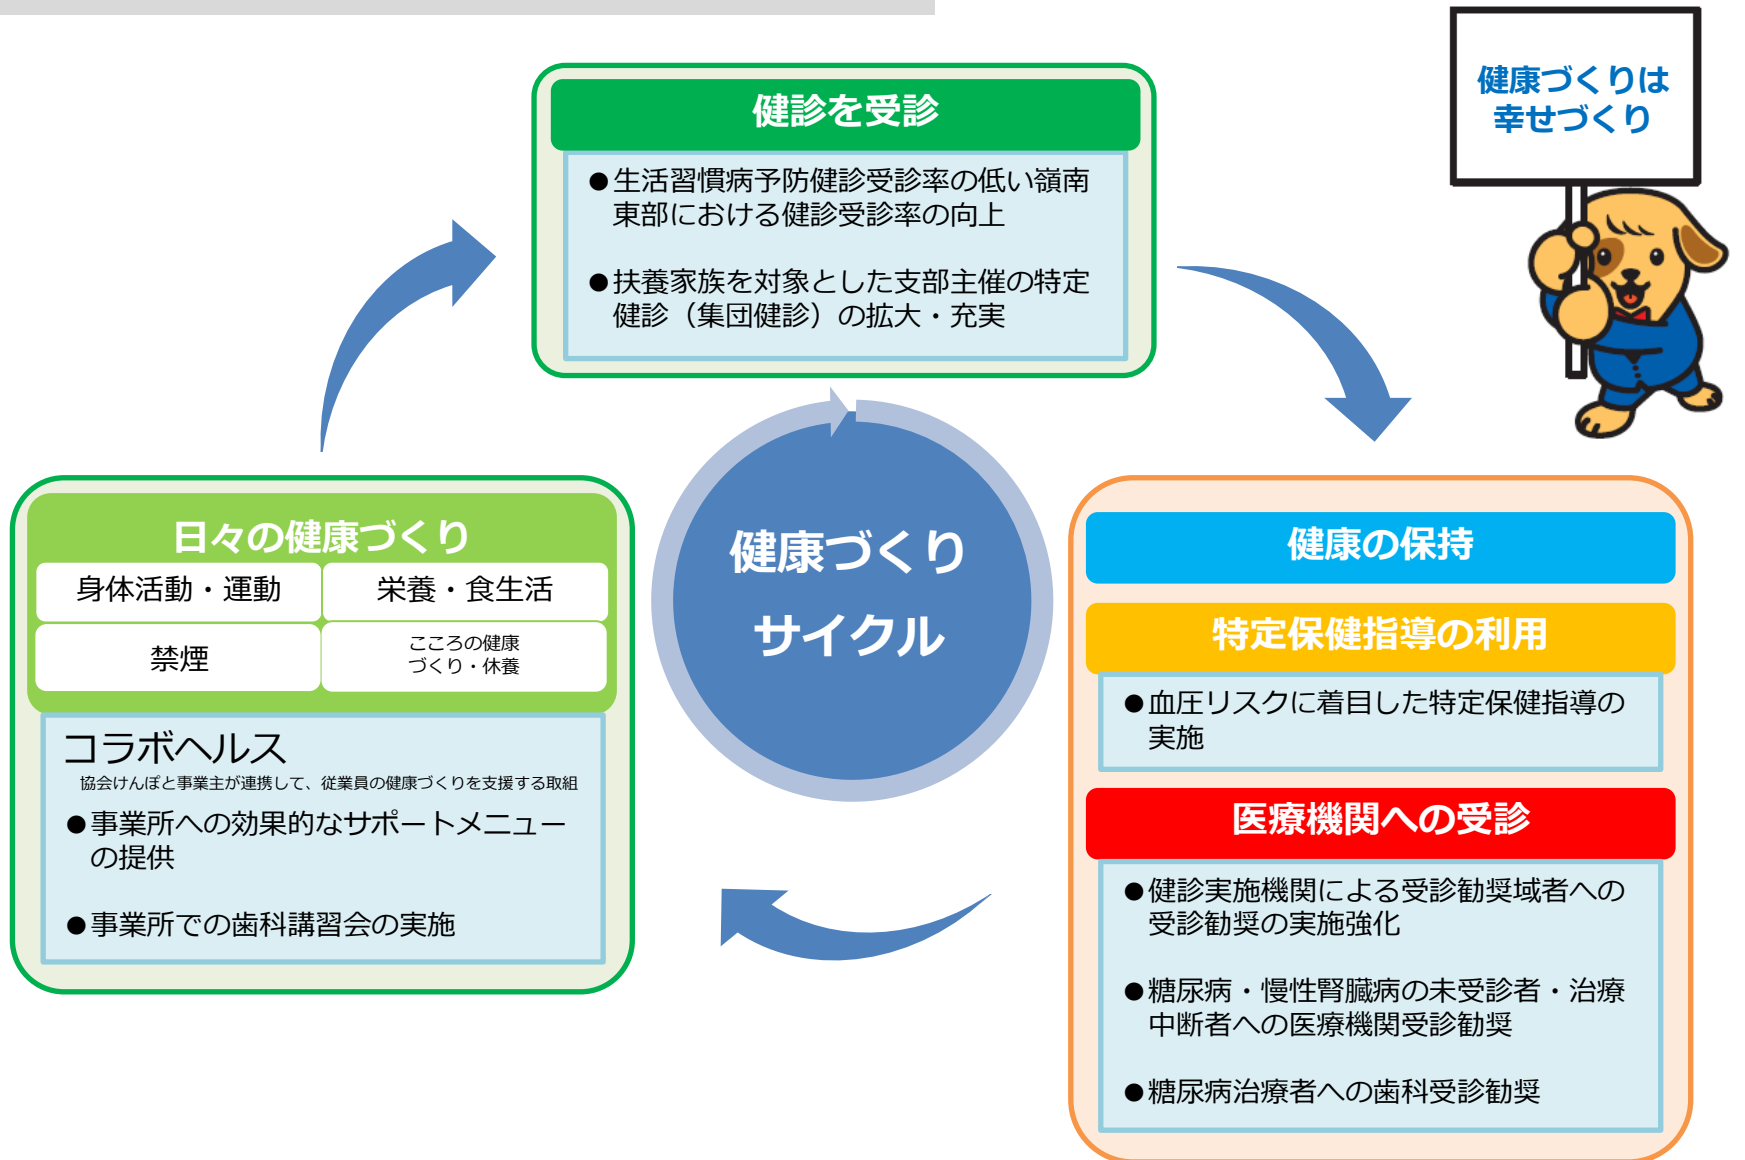 健康づくりは
幸せづくり
健診を受診
●生活習慣病予防健診受診率の低い嶺南
東部における健診受診率の向上
●扶養家族を対象とした支部主催の特定
健診（集団健診）の拡大・充実
健康づくり
サイクル
日々の健康づくり
身体活動・運動
栄養・食生活
禁煙
こころの健康
づくり・休養
コラボヘルス
協会けんぽと事業主が連携して、従業員の健康づくりを支援する取組
●事業所への効果的なサポートメニュー
の提供
●事業所での歯科講習会の実施
健康の保持
特定保健指導の利用
●血圧リスクに着目した特定保健指導の
実施
医療機関への受診
●健診実施機関による受診勧奨域者への
受診勧奨の実施強化
●糖尿病・慢性腎臓病の未受診者・治療
中断者への医療機関受診勧奨
●糖尿病治療者への歯科受診勧奨